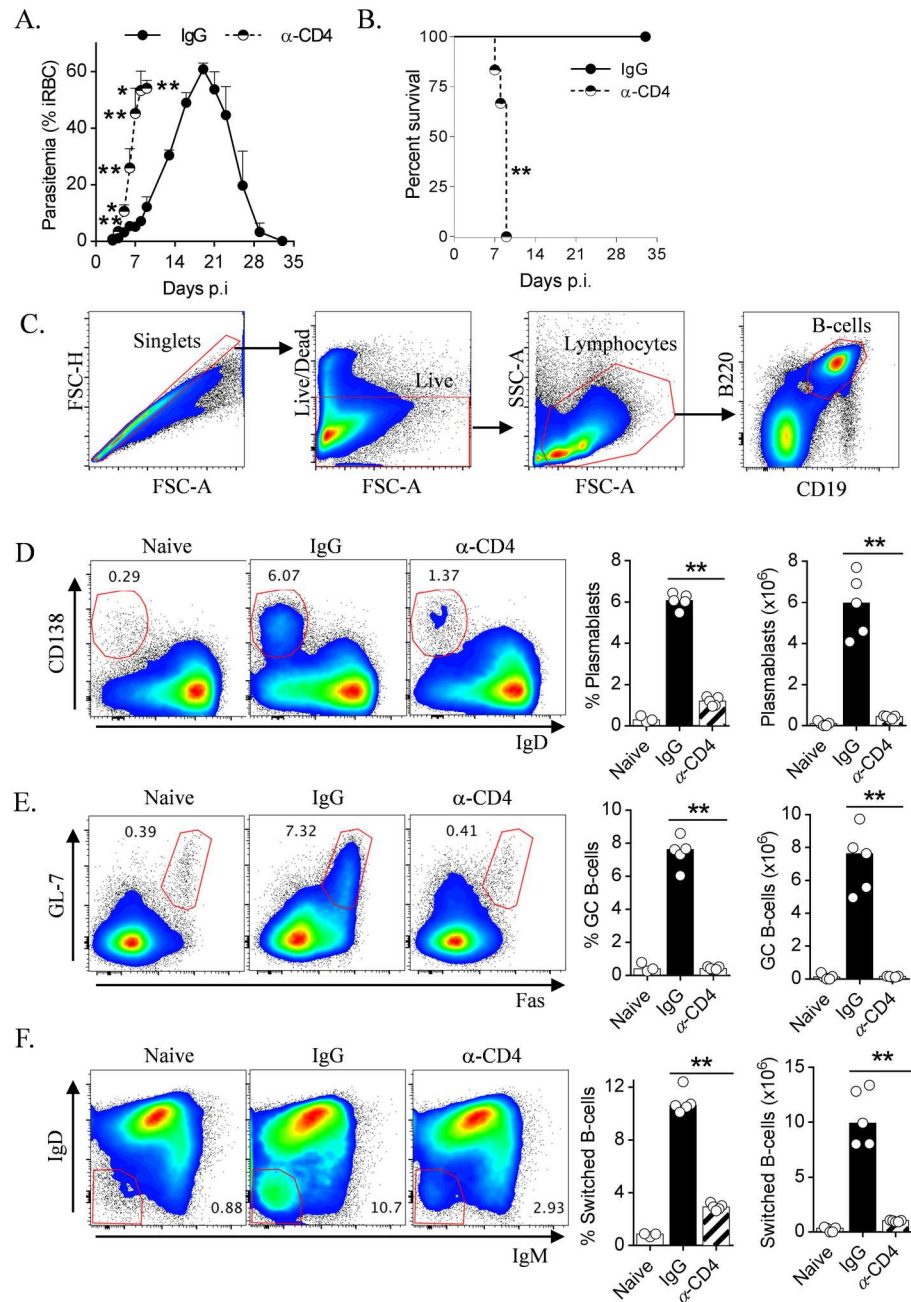 A.
IgG α-CD4
Parasitemia (% iRBC)
60
40
20
0
* ** ** ** * **
0 7 14 21 28 35
Days p.i
B.
Percent survival
100
75
50
25
0
IgG
α-CD4
**
0 7 14 21 28 35
Days p.i.
C.
FSC-H
Singlets
FSC-A
Live/Dead
Live
FSC-A
SSC-A
Lymphocytes
FSC-A
B220
B-cells
CD19
D.
Naive IgG α-CD4
0.29 6.07 1.37
CD138
IgD
% Plasmablasts
8
6
4
2
0
**
Naive IgG α-CD4
Plasmablasts (x10⁶)
8
6
4
2
0
**
Naive IgG α-CD4
E.
Naive IgG α-CD4
0.39 7.32 0.41
GL-7
Fas
% GC B-cells
10
8
6
4
2
0
**
Naive IgG α-CD4
GC B-cells (x10⁶)
10
8
6
4
2
0
**
Naive IgG α-CD4
F.
Naive IgG α-CD4
0.88 10.7 2.93
IgD
IgM
% Switched B-cells
12
8
4
0
**
Naive IgG α-CD4
Switched B-cells (x10⁶)
15
10
5
0
**
Naive IgG α-CD4